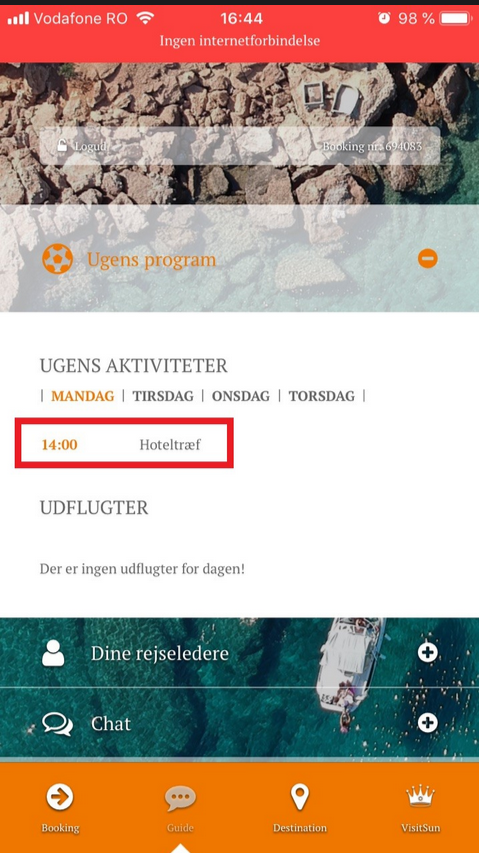 Vodafone RO 16:44 98 %
Ingen internetforbindelse
Logud Booking nr: 694083
Ugens program
UGENS AKTIVITETER
| MANDAG | TIRSDAG | ONSDAG | TORSDAG |
14:00 Hoteltræf
UDFLUGTER
Der er ingen udflugter for dagen!
Dine rejseledere
Chat
Booking Guide Destination VisitSun